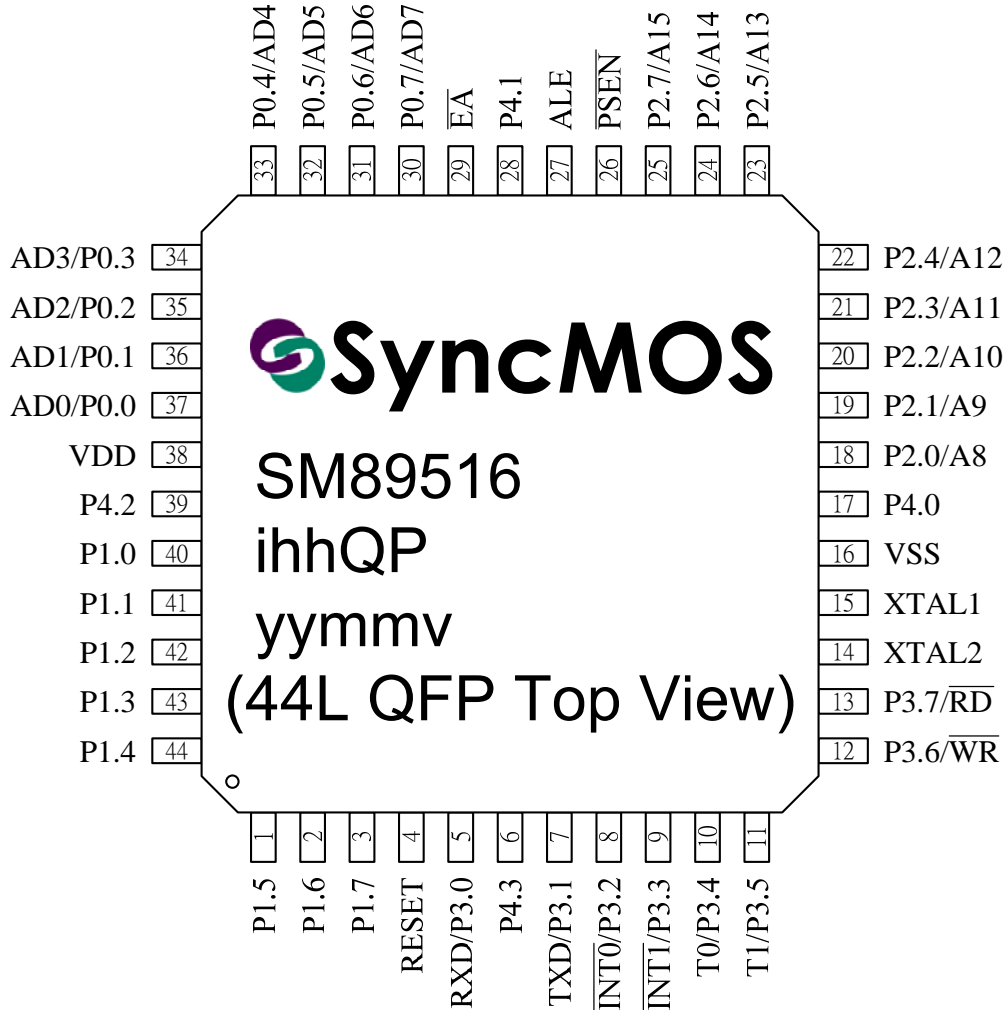 P0.4/AD4
P0.5/AD5
P0.6/AD6
P0.7/AD7
EA
P4.1
ALE
PSEN
P2.7/A15
P2.6/A14
P2.5/A13
33
32
31
30
29
28
27
26
25
24
23
AD3/P0.3 34
AD2/P0.2 35
AD1/P0.1 36
AD0/P0.0 37
VDD 38
P4.2 39
P1.0 40
P1.1 41
P1.2 42
P1.3 43
P1.4 44
SyncMOS
SM89516
ihhQP
yymmv
(44L QFP Top View)
22 P2.4/A12
21 P2.3/A11
20 P2.2/A10
19 P2.1/A9
18 P2.0/A8
17 P4.0
16 VSS
15 XTAL1
14 XTAL2
13 P3.7/RD
12 P3.6/WR
1
2
3
4
5
6
7
8
9
10
11
P1.5
P1.6
P1.7
RESET
RXD/P3.0
P4.3
TXD/P3.1
INT0/P3.2
INT1/P3.3
T0/P3.4
T1/P3.5